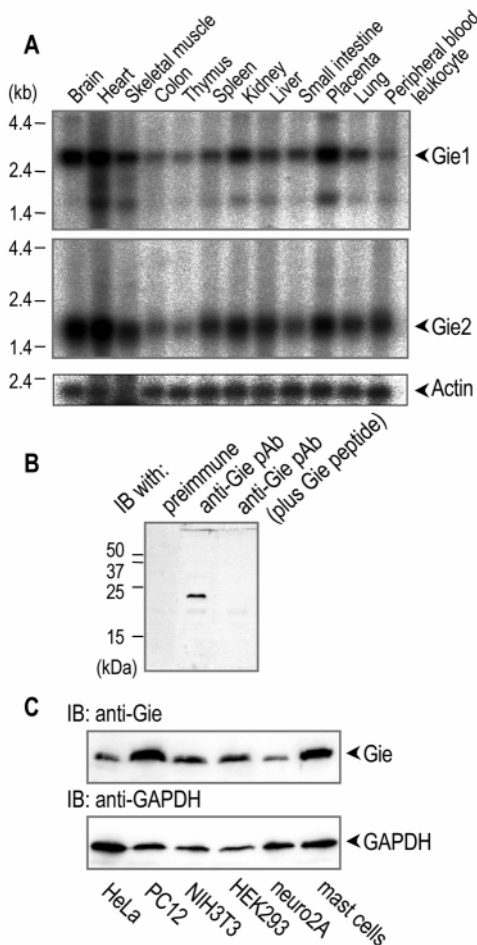 A
(kb)
Brain
Heart
Skeletal muscle
Colon
Thymus
Spleen
Kidney
Liver
Small intestine
Placenta
Lung
Peripheral blood
leukocyte
4.4
2.4
1.4
Gie1
4.4
2.4
1.4
Gie2
2.4
Actin
B
IB with:
preimmune
anti-Gie pAb
anti-Gie pAb
(plus Gie peptide)
50
37
25
15
(kDa)
C
IB: anti-Gie
Gie
IB: anti-GAPDH
GAPDH
HeLa
PC12
NIH3T3
HEK293
neuro2A
mast cells